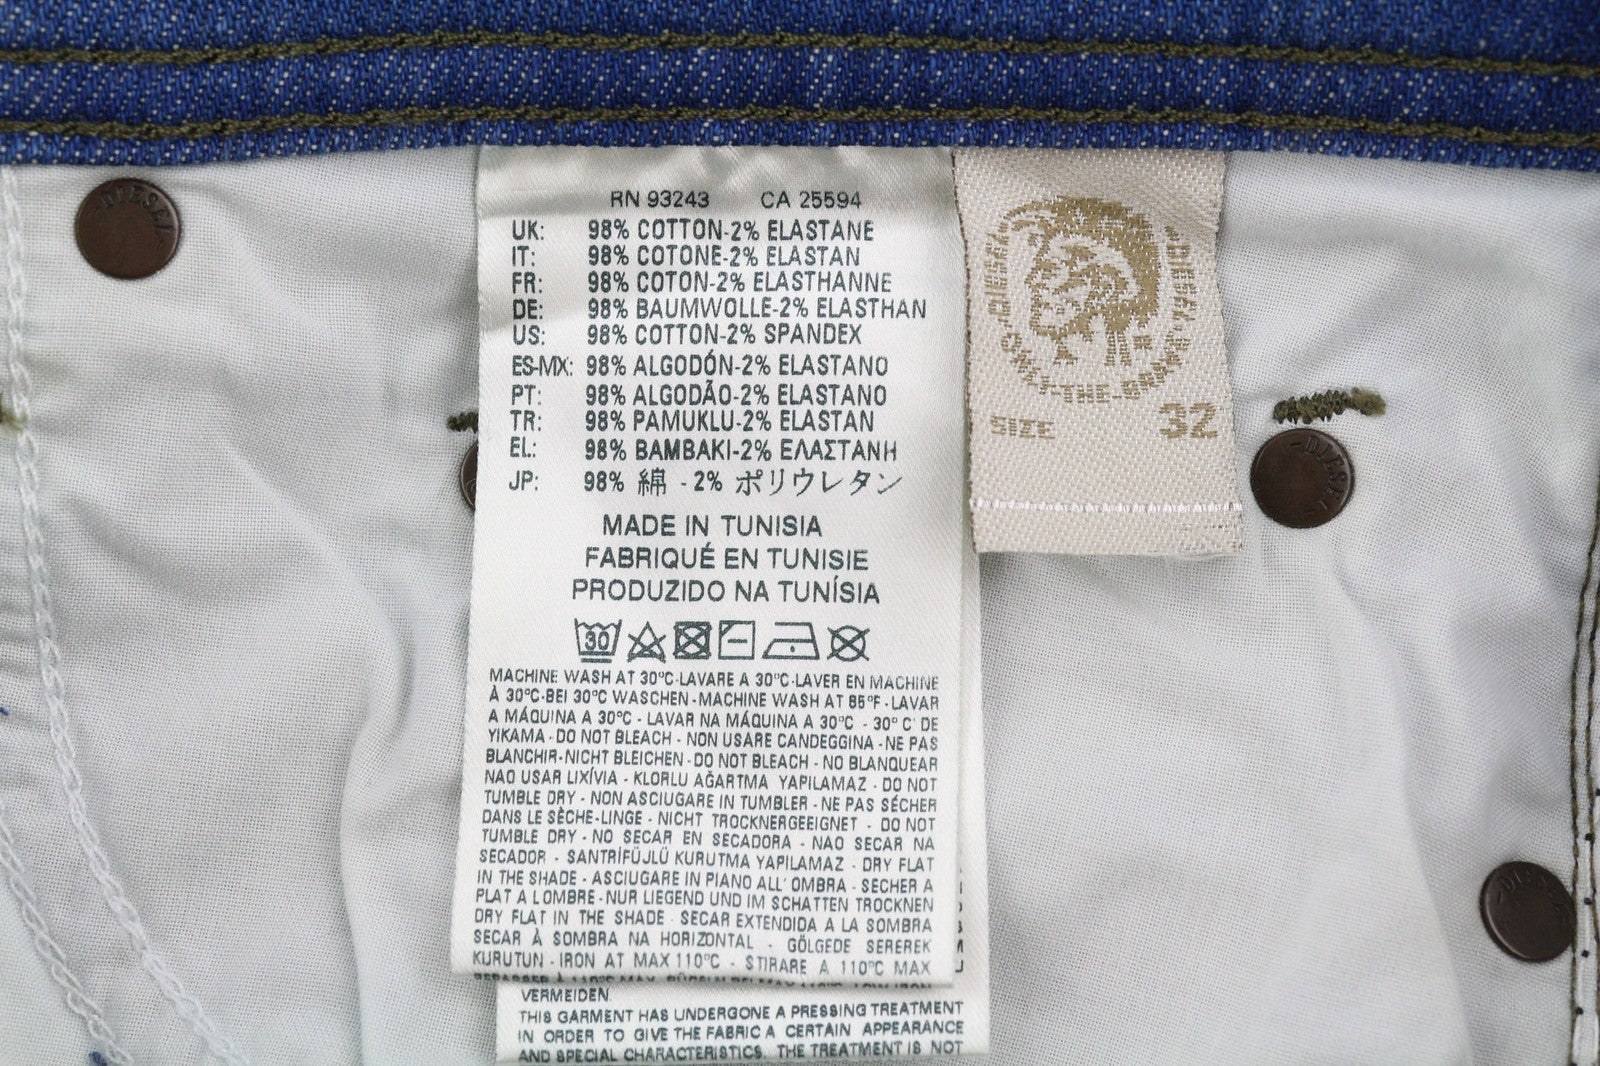 DIESEL
RN 93243 CA 25594
UK: 98% COTTON-2% ELASTANE
IT: 98% COTONE-2% ELASTAN
FR: 98% COTON-2% ELASTHANNE
DE: 98% BAUMWOLLE-2% ELASTHAN
US: 98% COTTON-2% SPANDEX
ES-MX: 98% ALGODÓN-2% ELASTANO
PT: 98% ALGODÃO-2% ELASTANO
TR: 98% PAMUKLU-2% ELASTAN
EL: 98% BAMBAKI-2% ΕΛΑΣΤΑΝΗ
JP: 98% 綿 - 2% ポリウレタン
MADE IN TUNISIA
FABRIQUÉ EN TUNISIE
PRODUZIDO NA TUNÍSIA
30
MACHINE WASH AT 30°C-LAVARE A 30°C-LAVER EN MACHINE
À 30°C-BEI 30°C WASCHEN - MACHINE WASH AT 85°F - LAVAR
A MÁQUINA A 30°C - LAVAR NA MÁQUINA A 30°C - 30° C' DE
YIKAMA - DO NOT BLEACH - NON USARE CANDEGGINA - NE PAS
BLANCHIR-NICHT BLEICHEN - DO NOT BLEACH - NO BLANQUEAR
NAO USAR LIXÍVIA - KLORLU AĞARTMA YAPILAMAZ - DO NOT
TUMBLE DRY - NON ASCIUGARE IN TUMBLER - NE PAS SÉCHER
DANS LE SÈCHE-LINGE - NICHT TROCKNERGEEIGNET - DO NOT
TUMBLE DRY - NO SECAR EN SECADORA - NAO SECAR NA
SECADOR - SANTRİFÜJLÜ KURUTMA YAPILAMAZ - DRY FLAT
IN THE SHADE - ASCIUGARE IN PIANO ALL' OMBRA - SECHER A
PLAT A LOMBRE - NUR LIEGEND UND IM SCHATTEN TROCKNEN
DRY FLAT IN THE SHADE - SECAR EXTENDIDA A LA SOMBRA
SECAR À SOMBRA NA HORIZONTAL - GÖLGEDE SEREREK
KURUTUN - IRON AT MAX 110°C - STIRARE A 110°C MAX
VERMEIDEN.
THIS GARMENT HAS UNDERGONE A PRESSING TREATMENT
IN ORDER TO GIVE THE FABRIC A CERTAIN APPEARANCE
AND SPECIAL CHARACTERISTICS. THE TREATMENT IS NOT
DIESEL·ONLY·THE·BRAVE·DIESEL
SIZE 32
DIESEL
DIESEL